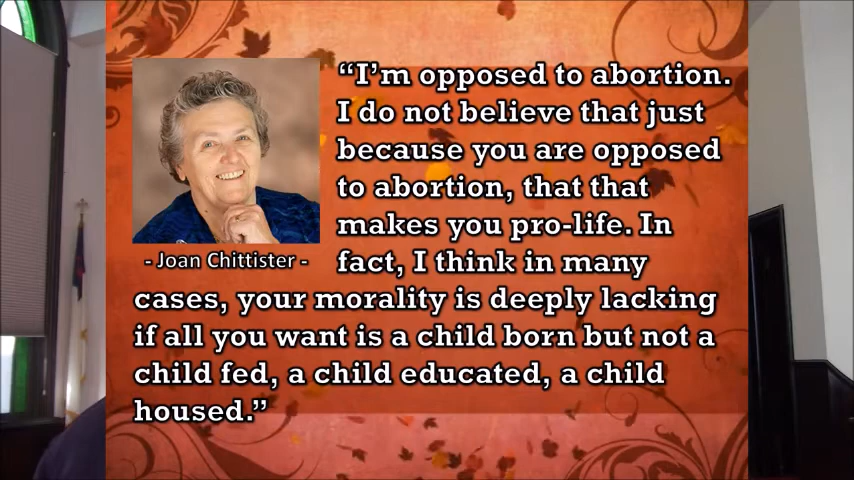 “I’m opposed to abortion.
I do not believe that just
because you are opposed
to abortion, that that
makes you pro-life. In
fact, I think in many
- Joan Chittister -
cases, your morality is deeply lacking
if all you want is a child born but not a
child fed, a child educated, a child
housed.”